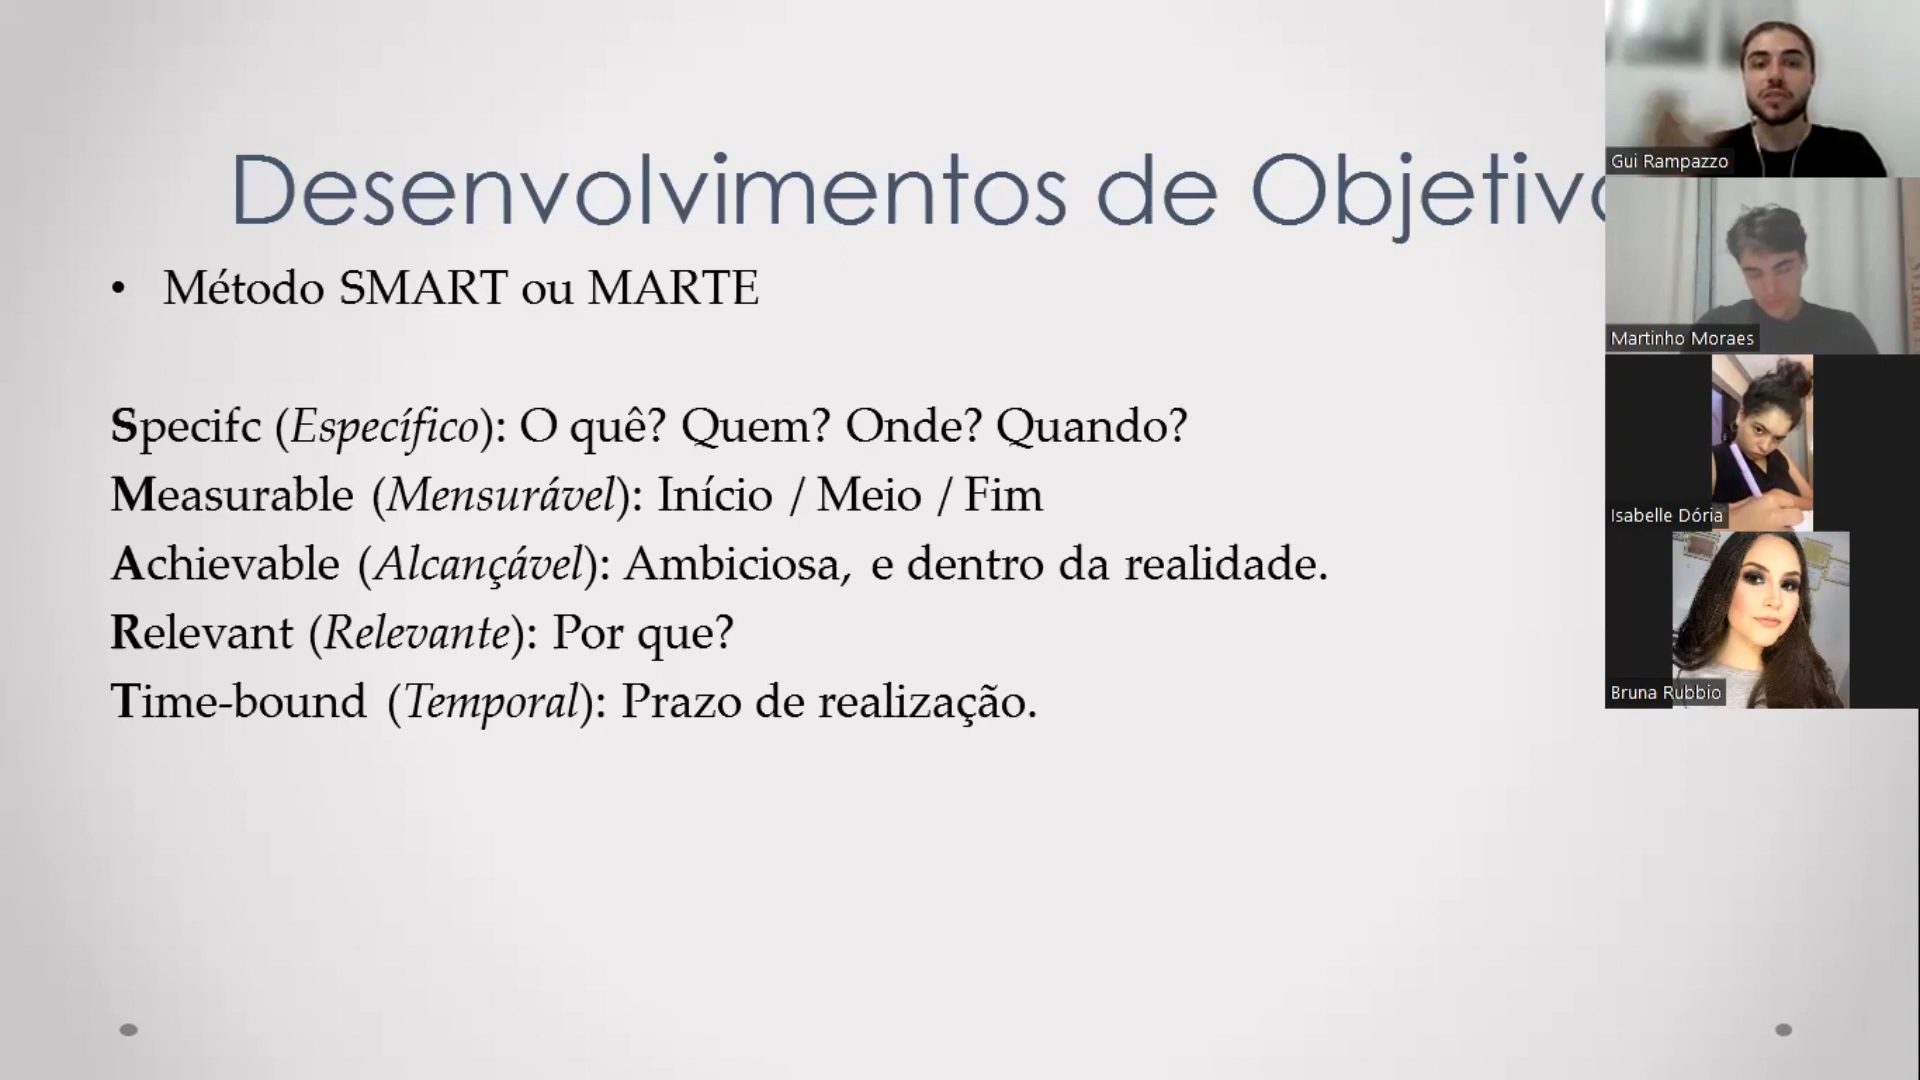 Desenvolvimentos de Objetiv
• Método SMART ou MARTE
Specifc (Específico): O quê? Quem? Onde? Quando?
Measurable (Mensurável): Início / Meio / Fim
Achievable (Alcançável): Ambiciosa, e dentro da realidade.
Relevant (Relevante): Por que?
Time-bound (Temporal): Prazo de realização.
Gui Rampazzo
Martinho Moraes
Isabelle Dória
Bruna Rubbio